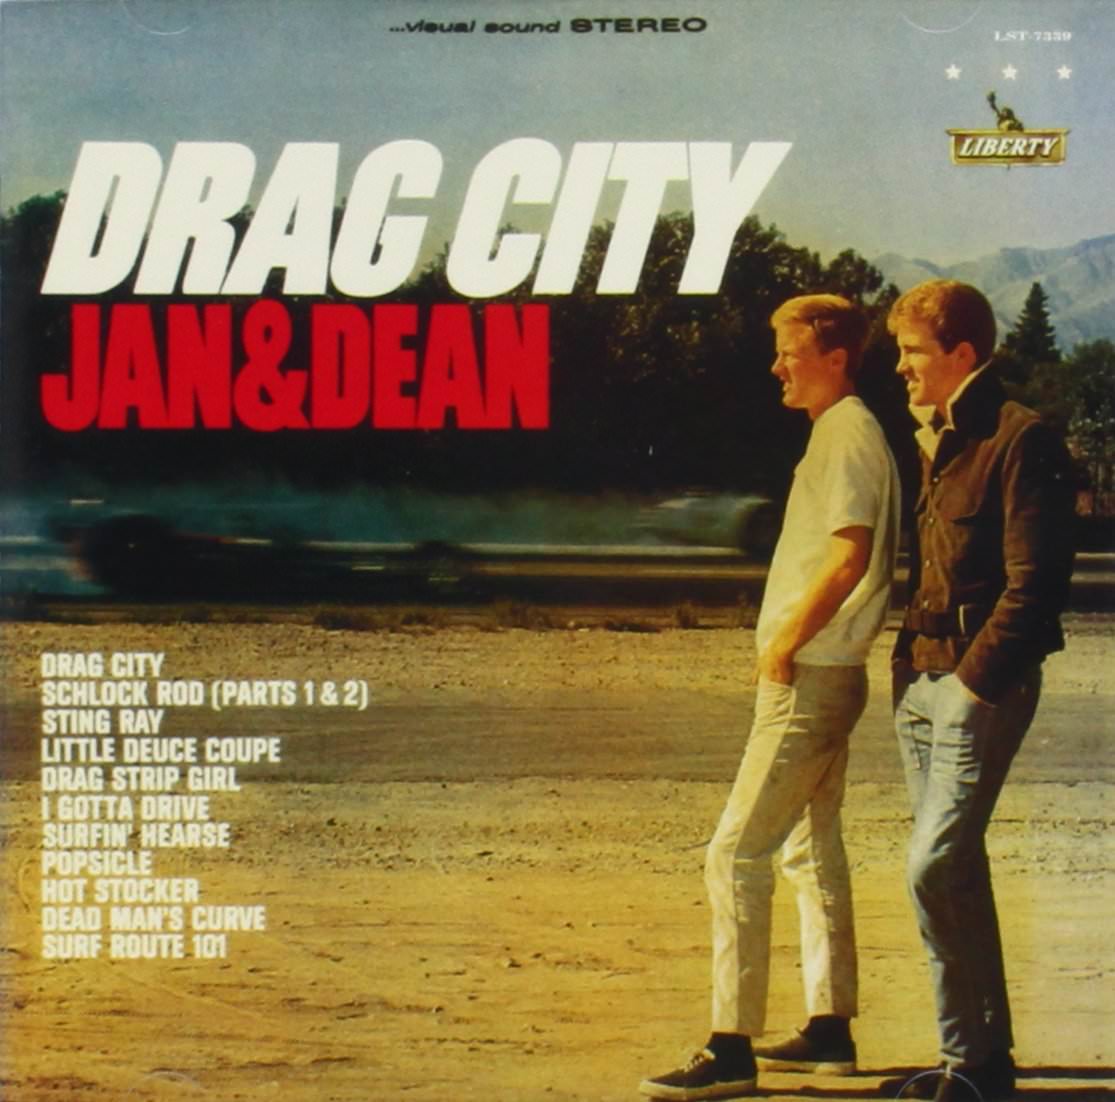 ...visual sound STEREO
LST-7339
LIBERTY
DRAG CITY
JAN & DEAN
DRAG CITY
SCHLOCK ROD (PARTS 1 & 2)
STING RAY
LITTLE DEUCE COUPE
DRAG STRIP GIRL
I GOTTA DRIVE
SURFIN' HEARSE
POPSICLE
HOT STOCKER
DEAD MAN'S CURVE
SURF ROUTE 101